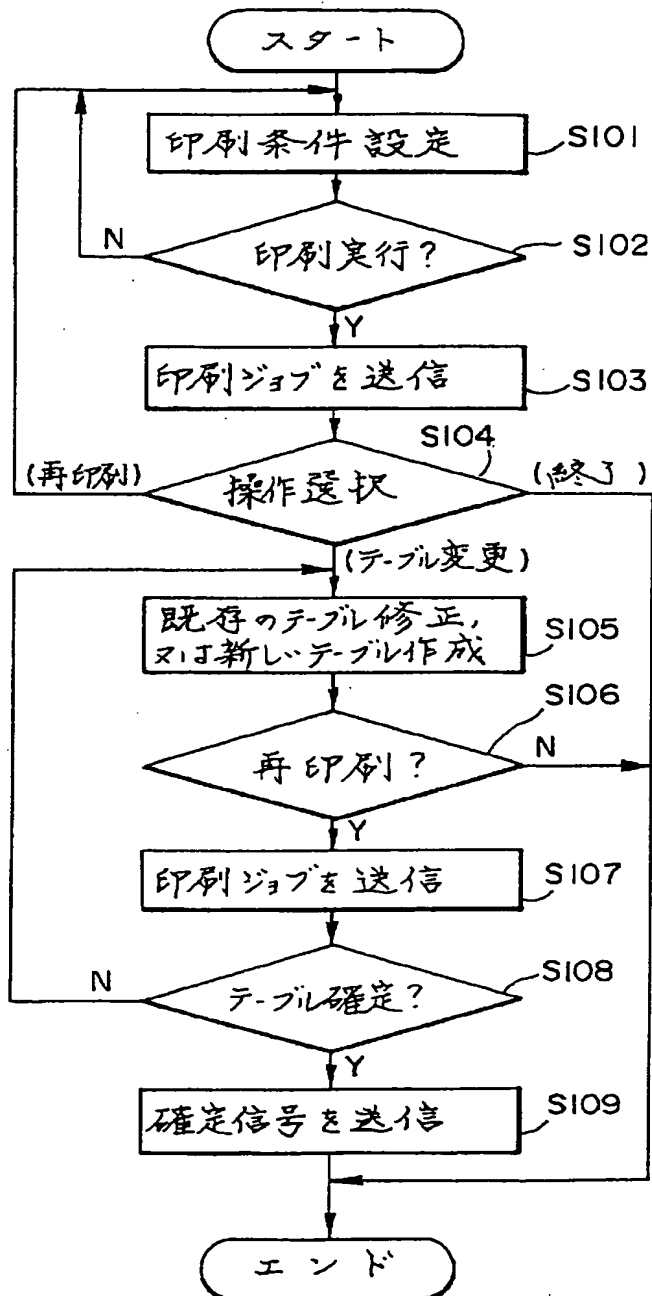 スタート
印刷条件設定
S101
N
印刷実行?
S102
Y
印刷ジョブを送信
S103
S104
(再印刷)
操作選択
(終了)
(テーブル変更)
既存のテーブル修正,
又は新しいテーブル作成
S105
S106
再印刷?
N
Y
印刷ジョブを送信
S107
N
テーブル確定?
S108
Y
確定信号を送信
S109
エンド